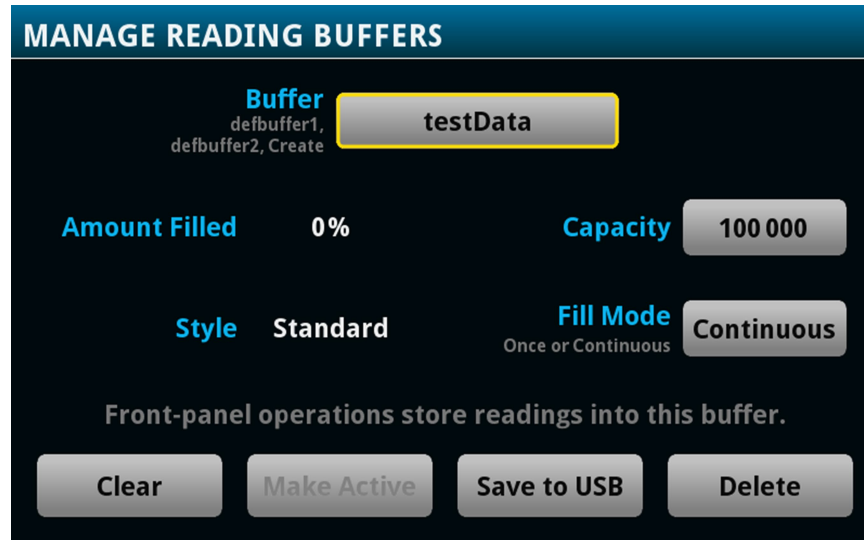 MANAGE READING BUFFERS
Buffer
defbuffer1,
defbuffer2, Create
testData
Amount Filled
0%
Capacity
100 000
Style
Standard
Fill Mode
Once or Continuous
Continuous
Front-panel operations store readings into this buffer.
Clear
Make Active
Save to USB
Delete